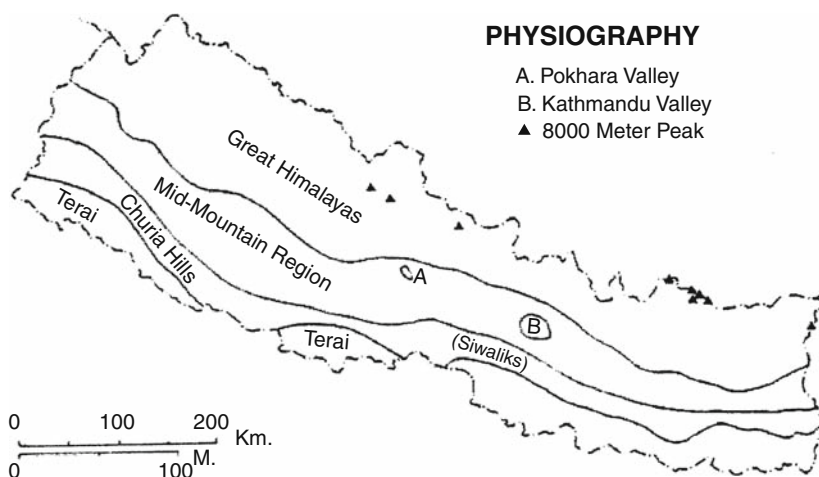 PHYSIOGRAPHY
A. Pokhara Valley
B. Kathmandu Valley
▲ 8000 Meter Peak
Great Himalayas
Mid-Mountain Region
Churia Hills
Terai
A
B
(Siwaliks)
Terai
0 100 200 Km.
0 100 M.